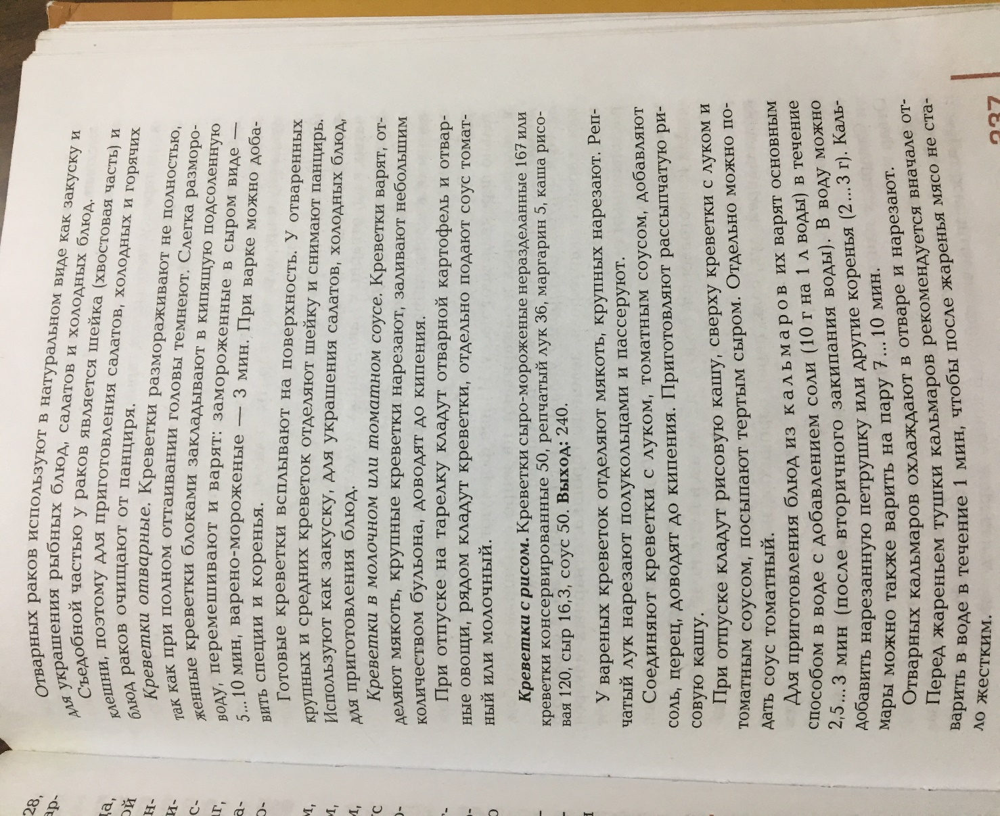 Отварных раков используют в натуральном виде как закуску и
для украшения рыбных блюд, салатов и холодных блюд.
Съедобной частью у раков является шейка (хвостовая часть) и
клешни, поэтому для приготовления салатов, холодных и горячих
блюд раков очищают от панциря.
Креветки отварные. Креветки размораживают не полностью,
так как при полном оттаивании головы темнеют. Слегка разморо-
женные креветки блоками закладывают в кипящую подсоленную
воду, перемешивают и варят: замороженные в сыром виде —
5...10 мин, варено-мороженые — 3 мин. При варке можно доба-
вить специи и коренья.
Готовые креветки всплывают на поверхность. У отваренных
крупных и средних креветок отделяют шейку и снимают панцирь.
Используют как закуску, для украшения салатов, холодных блюд,
для приготовления блюд.
Креветки в молочном или томатном соусе. Креветки варят, от-
деляют мякоть, крупные креветки нарезают, заливают небольшим
количеством бульона, доводят до кипения.
При отпуске на тарелку кладут отварной картофель и отвар-
ные овощи, рядом кладут креветки, отдельно подают соус томат-
ный или молочный.
Креветки с рисом. Креветки сыро-мороженые неразделанные 167 или
креветки консервированные 50, репчатый лук 36, маргарин 5, каша рисо-
вая 120, сыр 16,3, соус 50. Выход: 240.
У вареных креветок отделяют мякоть, крупных нарезают. Реп-
чатый лук нарезают полукольцами и пассеруют.
Соединяют креветки с луком, томатным соусом, добавляют
соль, перец, доводят до кипения. Приготовляют рассыпчатую ри-
совую кашу.
При отпуске кладут рисовую кашу, сверху креветки с луком и
томатным соусом, посыпают тертым сыром. Отдельно можно по-
дать соус томатный.
Для приготовления блюд из кальмаров их варят основным
способом в воде с добавлением соли (10 г на 1 л воды) в течение
2,5...3 мин (после вторичного закипания воды). В воду можно
добавить нарезанную петрушку или другие коренья (2...3 г). Каль-
мары можно также варить на пару 7...10 мин.
Отварных кальмаров охлаждают в отваре и нарезают.
Перед жареньем тушки кальмаров рекомендуется вначале от-
варить в воде в течение 1 мин, чтобы после жаренья мясо не ста-
ло жестким.
237